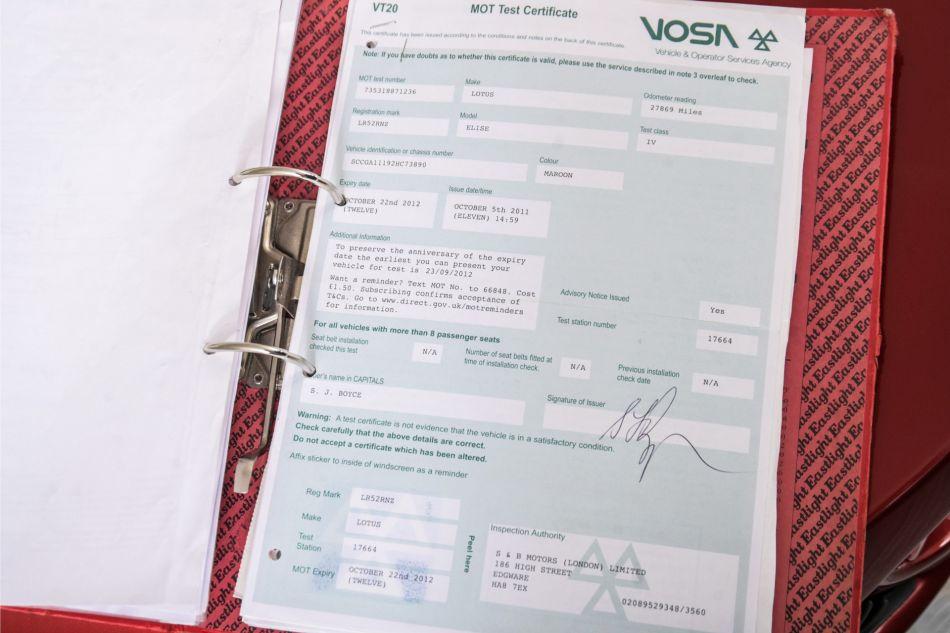 VT20
MOT Test Certificate
VOSA
Vehicle & Operator Services Agency
This certificate has been issued according to the conditions and notes on the back of this certificate.
Note: If you have doubts as to whether this certificate is valid, please use the service described in note 3 overleaf to check.
MOT test number
735318871236
Make
LOTUS
Odometer reading
27869 Miles
Registration mark
LR52RNZ
Model
ELISE
Test class
IV
Vehicle identification or chassis number
SCCGA11192HC73890
Colour
MAROON
Expiry date
OCTOBER 22nd 2012
(TWELVE)
Issue date/time
OCTOBER 5th 2011
(ELEVEN) 14:59
Additional Information
To preserve the anniversary of the expiry
date the earliest you can present your
vehicle for test is 23/09/2012
Want a reminder? Text MOT No. to 66848. Cost
£1.50. Subscribing confirms acceptance of
T&Cs. Go to www.direct.gov.uk/motreminders
for information.
Advisory Notice Issued
Yes
Test station number
17664
For all vehicles with more than 8 passenger seats
Seat belt installation
checked this test
N/A
Number of seat belts fitted at
time of installation check.
N/A
Previous installation
check date
N/A
er's name in CAPITALS
S. J. BOYCE
Signature of Issuer
Warning: A test certificate is not evidence that the vehicle is in a satisfactory condition.
Check carefully that the above details are correct.
Do not accept a certificate which has been altered.
Affix sticker to inside of windscreen as a reminder
Reg Mark
LR52RNZ
Make
LOTUS
Test
Station
17664
MOT Expiry
OCTOBER 22nd 2012
(TWELVE)
Peel here
Inspection Authority
S & B MOTORS (LONDON) LIMITED
186 HIGH STREET
EDGWARE
HA8 7EX
02089529348/3560
Eastlight